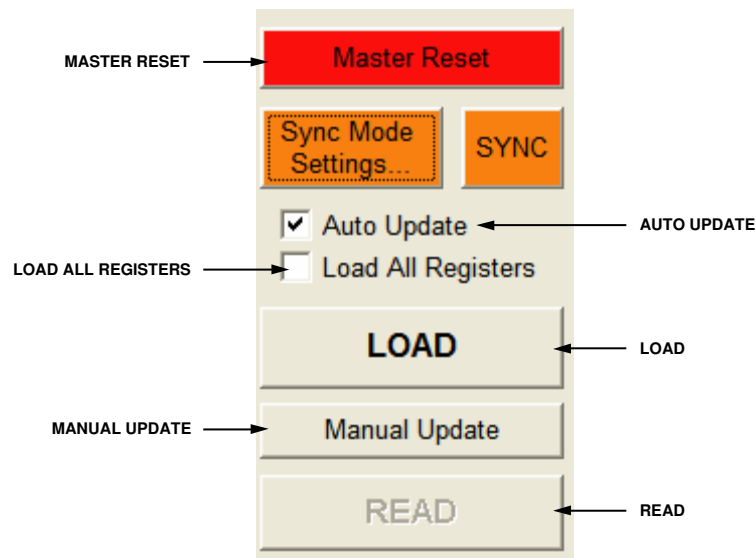 MASTER RESET
Master Reset
Sync Mode
Settings...
SYNC
Auto Update
AUTO UPDATE
LOAD ALL REGISTERS
Load All Registers
LOAD
LOAD
MANUAL UPDATE
Manual Update
READ
READ